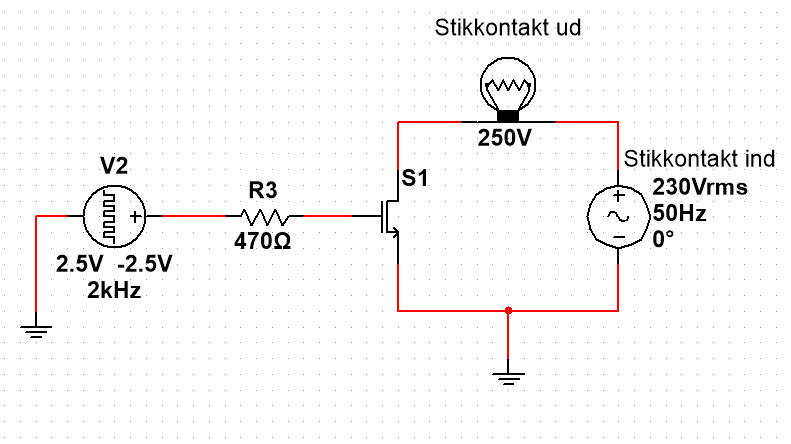 Stikkontakt ud
250V
V2
2.5V -2.5V
2kHz
R3
470Ω
S1
Stikkontakt ind
230Vrms
50Hz
0°